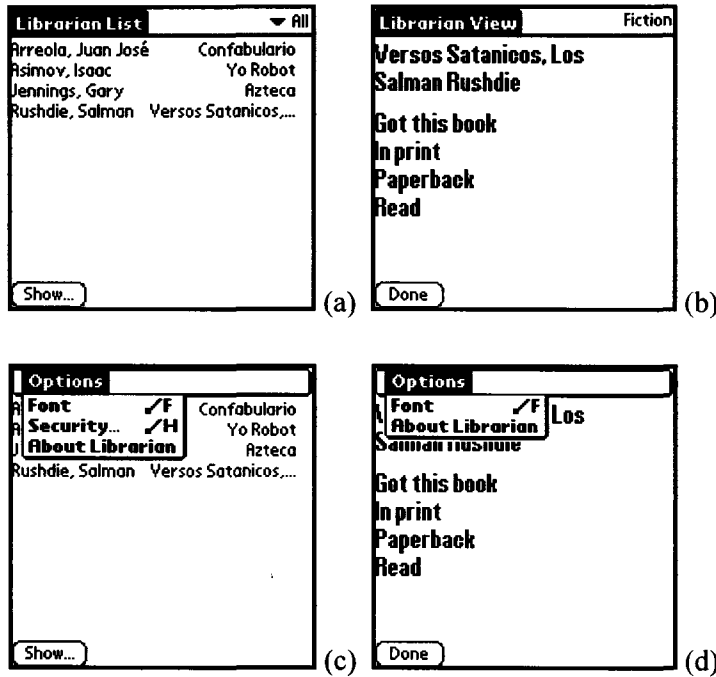 Librarian List All
Arreola, Juan José Confabulario
Asimov, Isaac Yo Robot
Jennings, Gary Azteca
Rushdie, Salman Versos Satanicos,...
Show...
(a)
Librarian View Fiction
Versos Satanicos, Los
Salman Rushdie
Got this book
In print
Paperback
Read
Done
(b)
Options
Font /F
Security... /H
About Librarian
Confabulario
Yo Robot
Azteca
Rushdie, Salman Versos Satanicos,...
Show...
(c)
Options
Font /F
About Librarian
Los
Salman Rushdie
Got this book
In print
Paperback
Read
Done
(d)